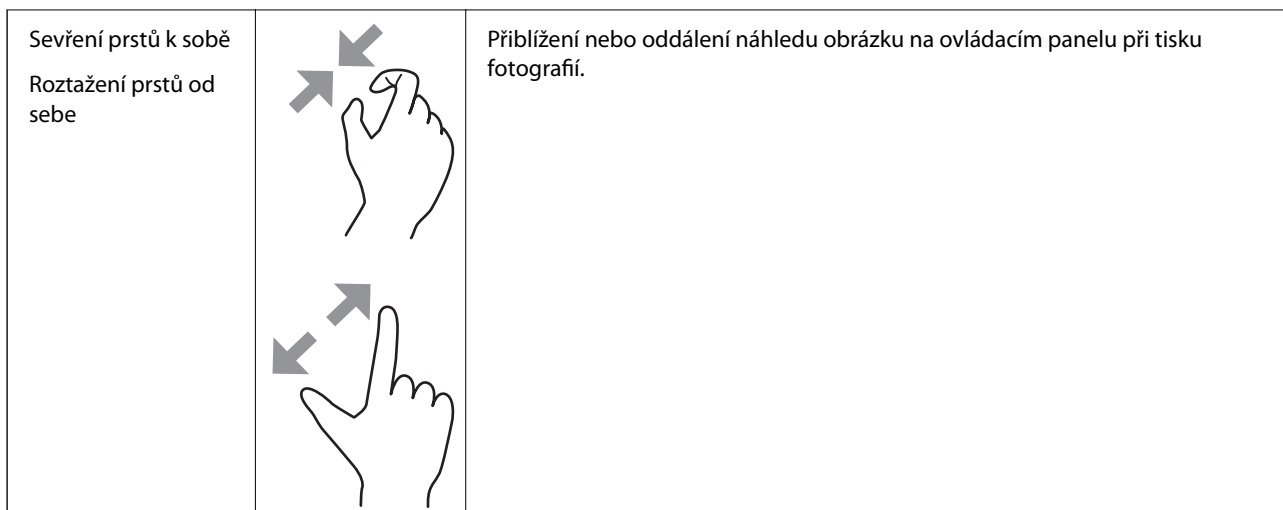 Sevření prstů k sobě
Roztažení prstů od
sebe
Přiblížení nebo oddálení náhledu obrázku na ovládacím panelu při tisku
fotografií.